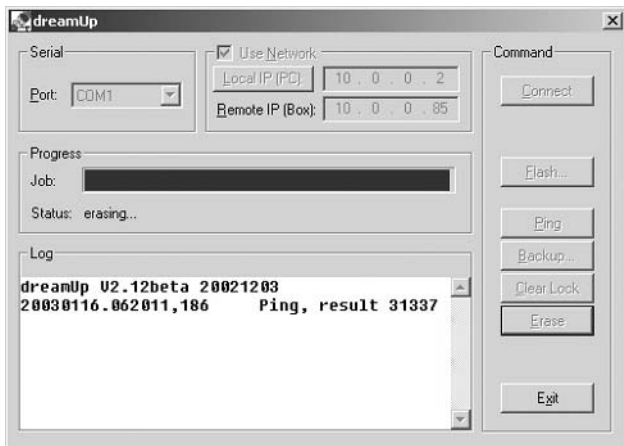 dreamUp
Serial
Port: COM1
Use Network
Local IP (PC): 10 . 0 . 0 . 2
Remote IP (Box): 10 . 0 . 0 . 85
Command
Connect
Flash...
Ping
Backup...
Clear Lock
Erase
Exit
Progress
Job:
Status: erasing...
Log
dreamUp V2.12beta 20021203
20030116.062011,186 Ping, result 31337